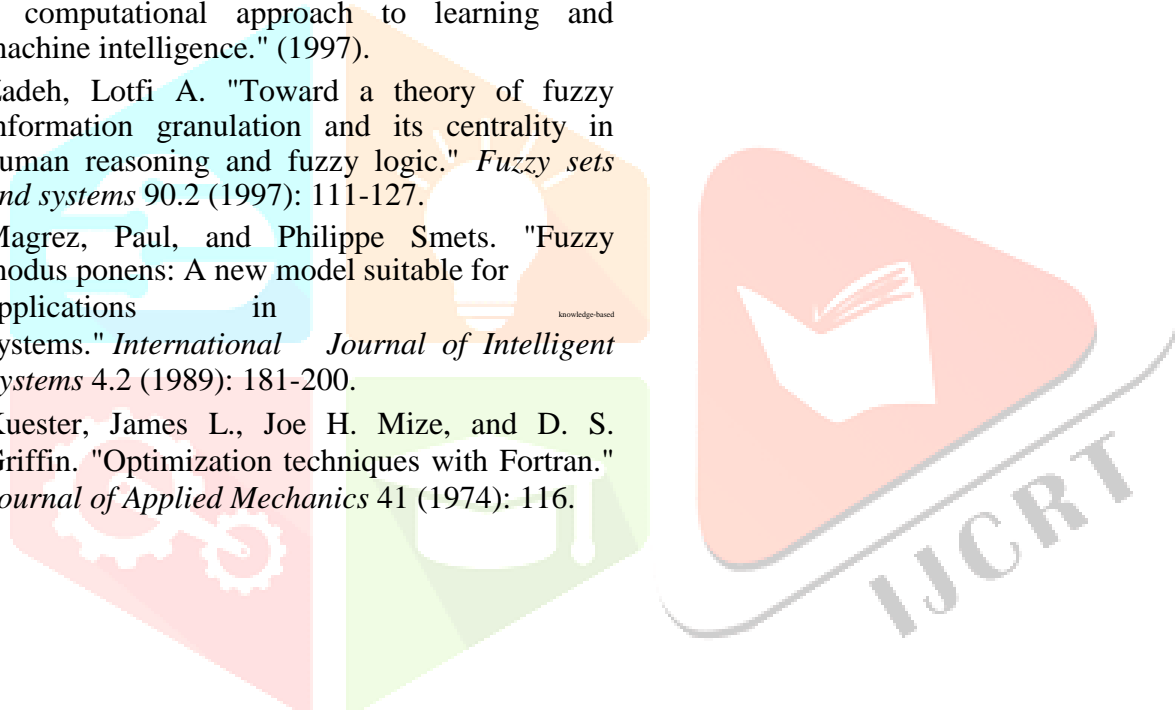 computational approach to learning and
achine intelligence." (1997).
adeh, Lotfi A. "Toward a theory of fuzzy
nformation granulation and its centrality in
uman reasoning and fuzzy logic." Fuzzy sets
nd systems 90.2 (1997): 111-127.
Magrez, Paul, and Philippe Smets. "Fuzzy
modus ponens: A new model suitable for
pplications in knowledge-based
ystems." International Journal of Intelligent
ystems 4.2 (1989): 181-200.
Kuester, James L., Joe H. Mize, and D. S.
Griffin. "Optimization techniques with Fortran."
ournal of Applied Mechanics 41 (1974): 116.
IJCRT